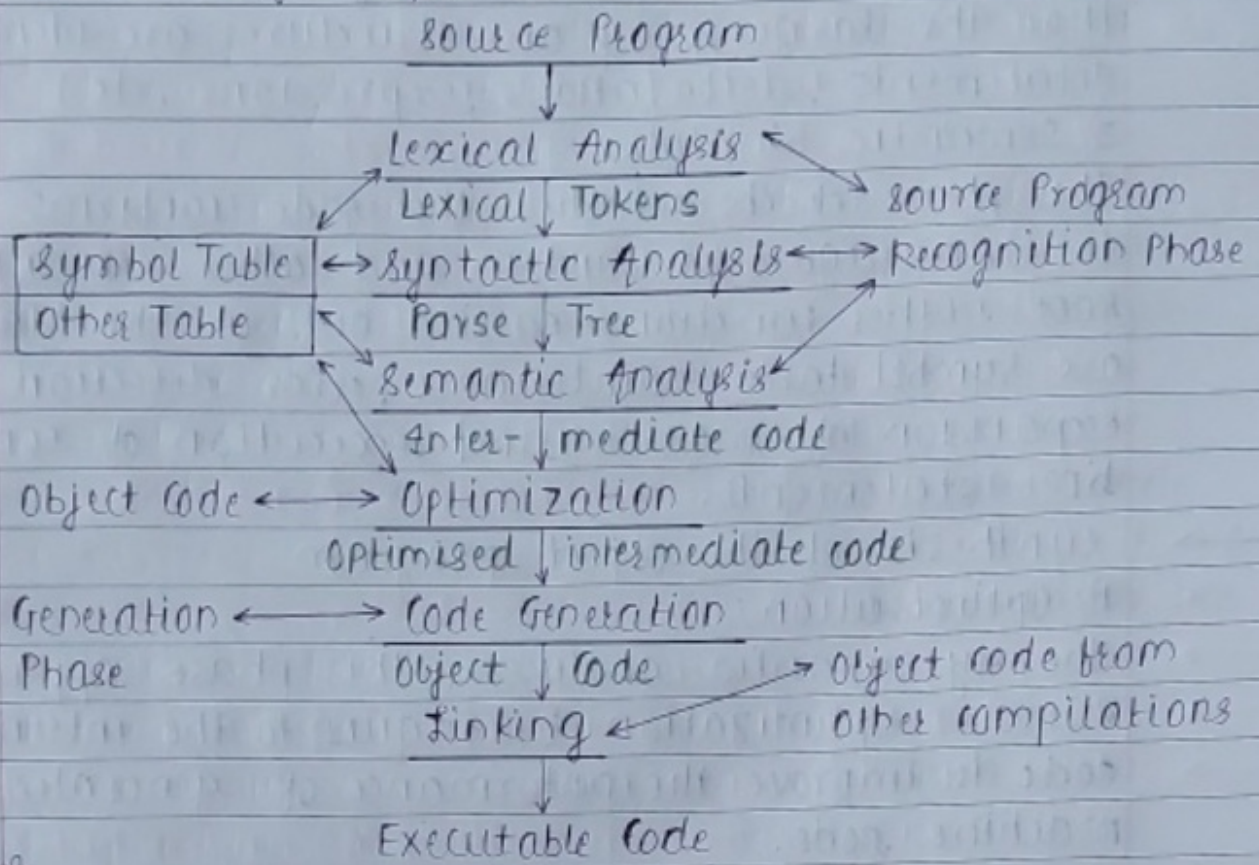 Source Program
Lexical Analysis
Lexical Tokens Source Program
Symbol Table Syntactic Analysis Recognition Phase
Other Table Parse Tree
Semantic Analysis
Inter- mediate code
Object Code Optimization
Optimised intermediate code
Generation Code Generation
Phase Object Code Object code from
Linking other compilations
Executable Code